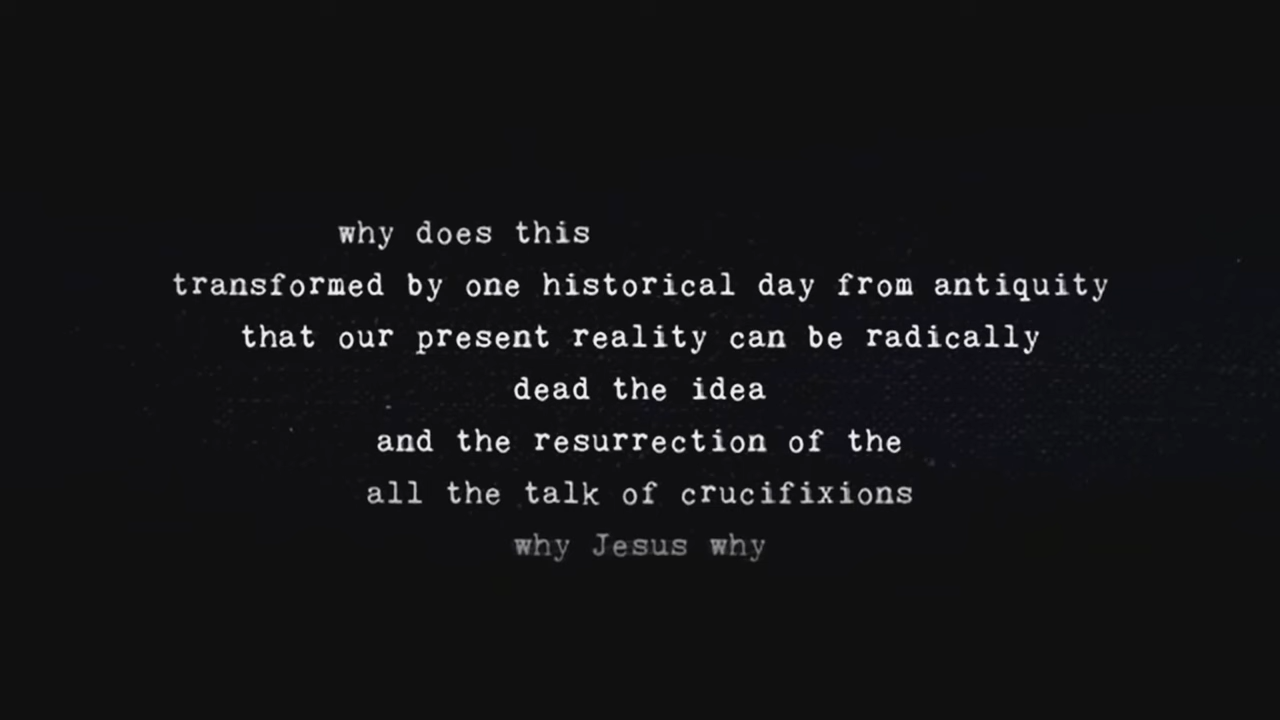 why does this
transformed by one historical day from antiquity
that our present reality can be radically
dead the idea
and the resurrection of the
all the talk of crucifixions
why Jesus why